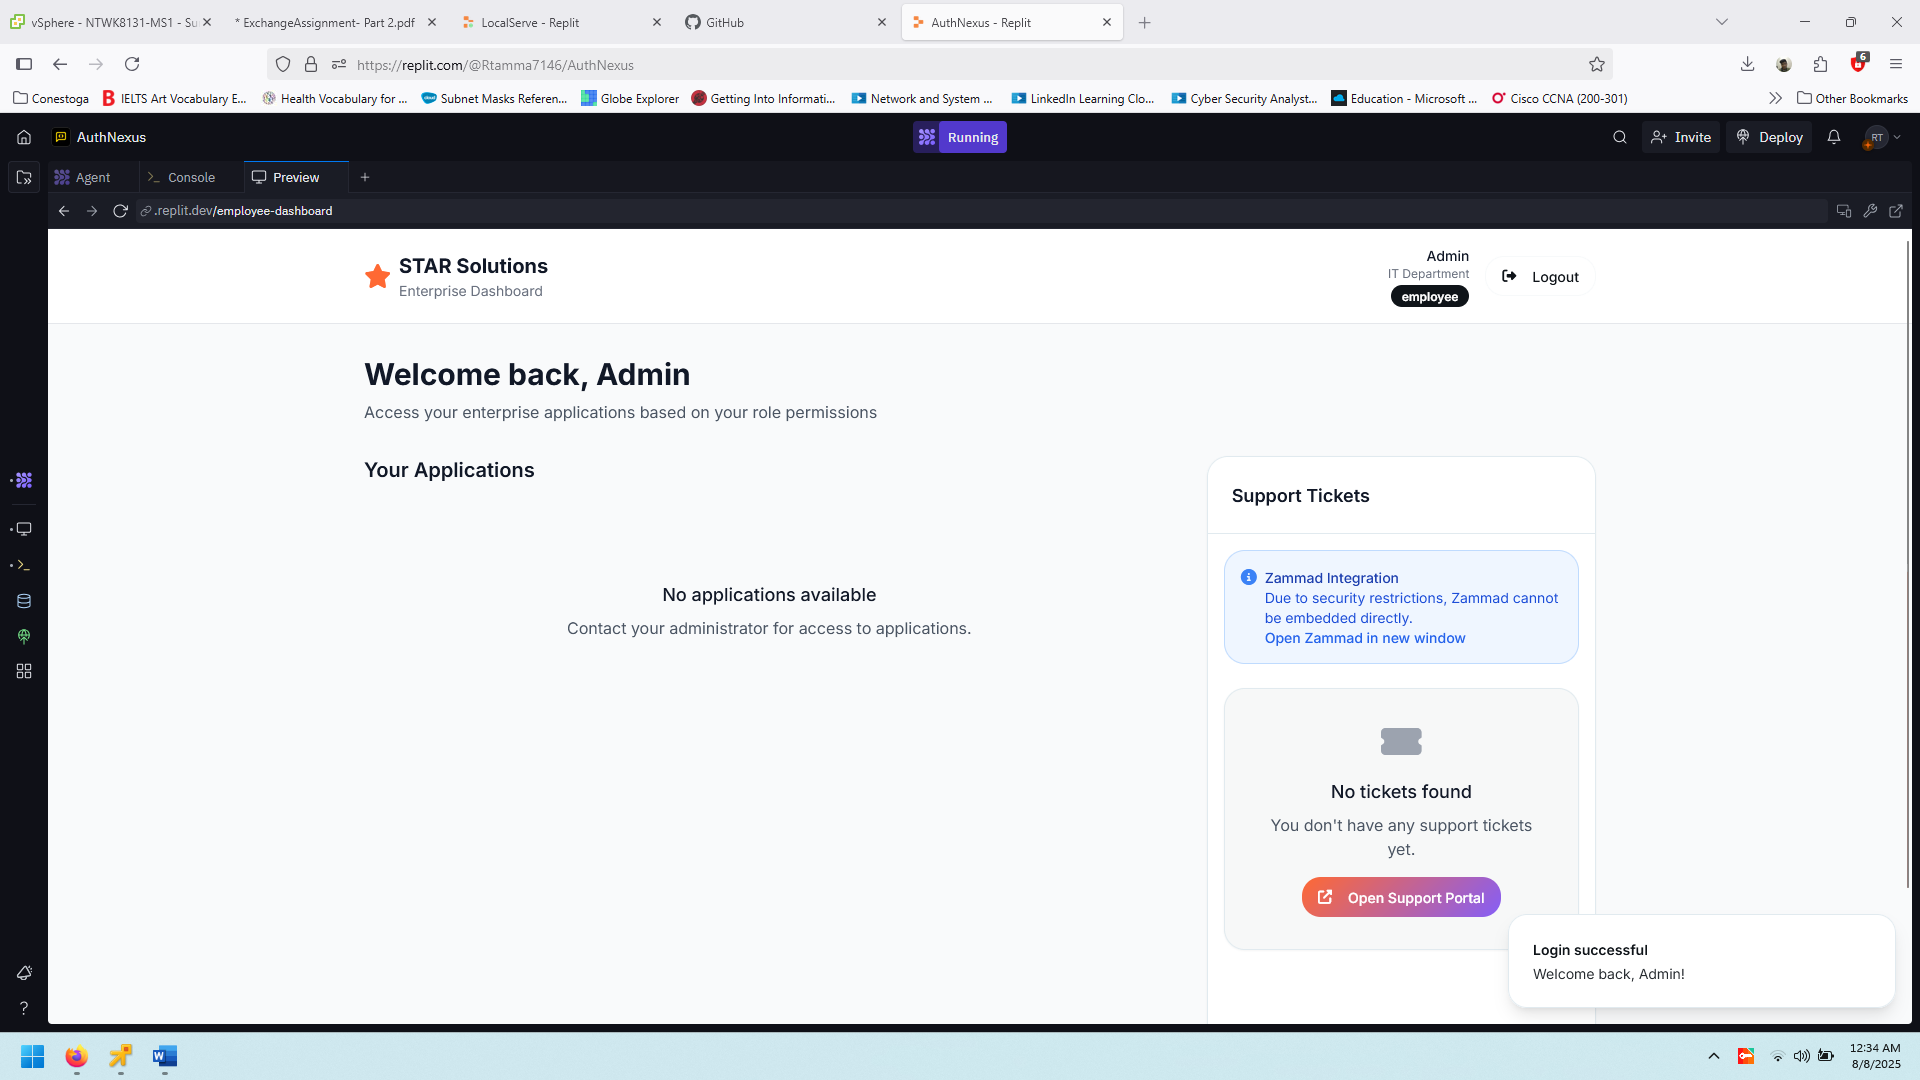 vSphere - NTWK8131-MS1 - Su
* ExchangeAssignment- Part 2.pdf
LocalServe - Replit
GitHub
AuthNexus - Replit
https://replit.com/@Rtamma7146/AuthNexus
6
Conestoga
IELTS Art Vocabulary E...
Health Vocabulary for ...
Subnet Masks Referen...
Globe Explorer
Getting Into Informati...
Network and System ...
LinkedIn Learning Clo...
Cyber Security Analyst...
Education - Microsoft ...
Cisco CCNA (200-301)
Other Bookmarks
AuthNexus
Running
Invite
Deploy
RT
Agent
Console
Preview
.replit.dev/employee-dashboard
STAR Solutions
Enterprise Dashboard
Admin
IT Department
employee
Logout
Welcome back, Admin
Access your enterprise applications based on your role permissions
Your Applications
No applications available
Contact your administrator for access to applications.
Support Tickets
Zammad Integration
Due to security restrictions, Zammad cannot
be embedded directly.
Open Zammad in new window
No tickets found
You don't have any support tickets
yet.
Open Support Portal
Login successful
Welcome back, Admin!
12:34 AM
8/8/2025